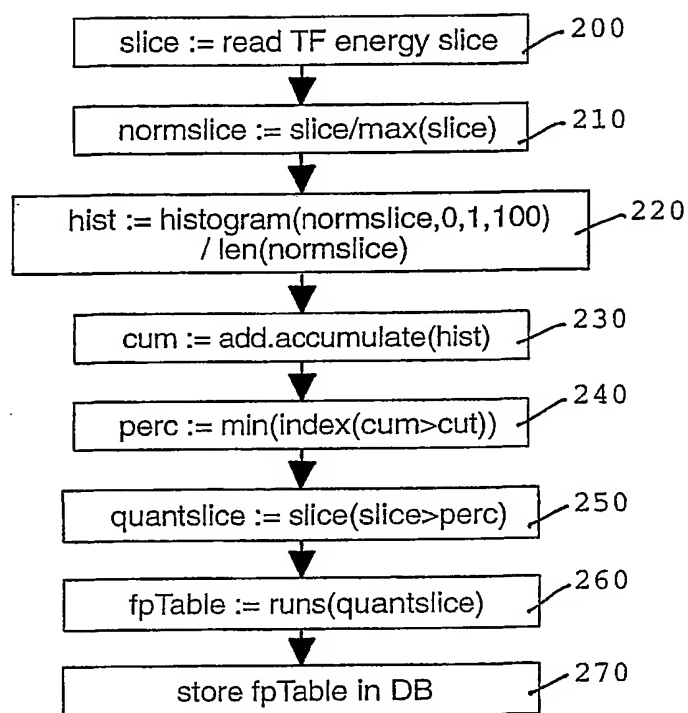 slice := read TF energy slice
200
normslice := slice/max(slice)
210
hist := histogram(normslice,0,1,100)
/ len(normslice)
220
cum := add.accumulate(hist)
230
perc := min(index(cum>cut))
240
quantslice := slice(slice>perc)
250
fpTable := runs(quantslice)
260
store fpTable in DB
270